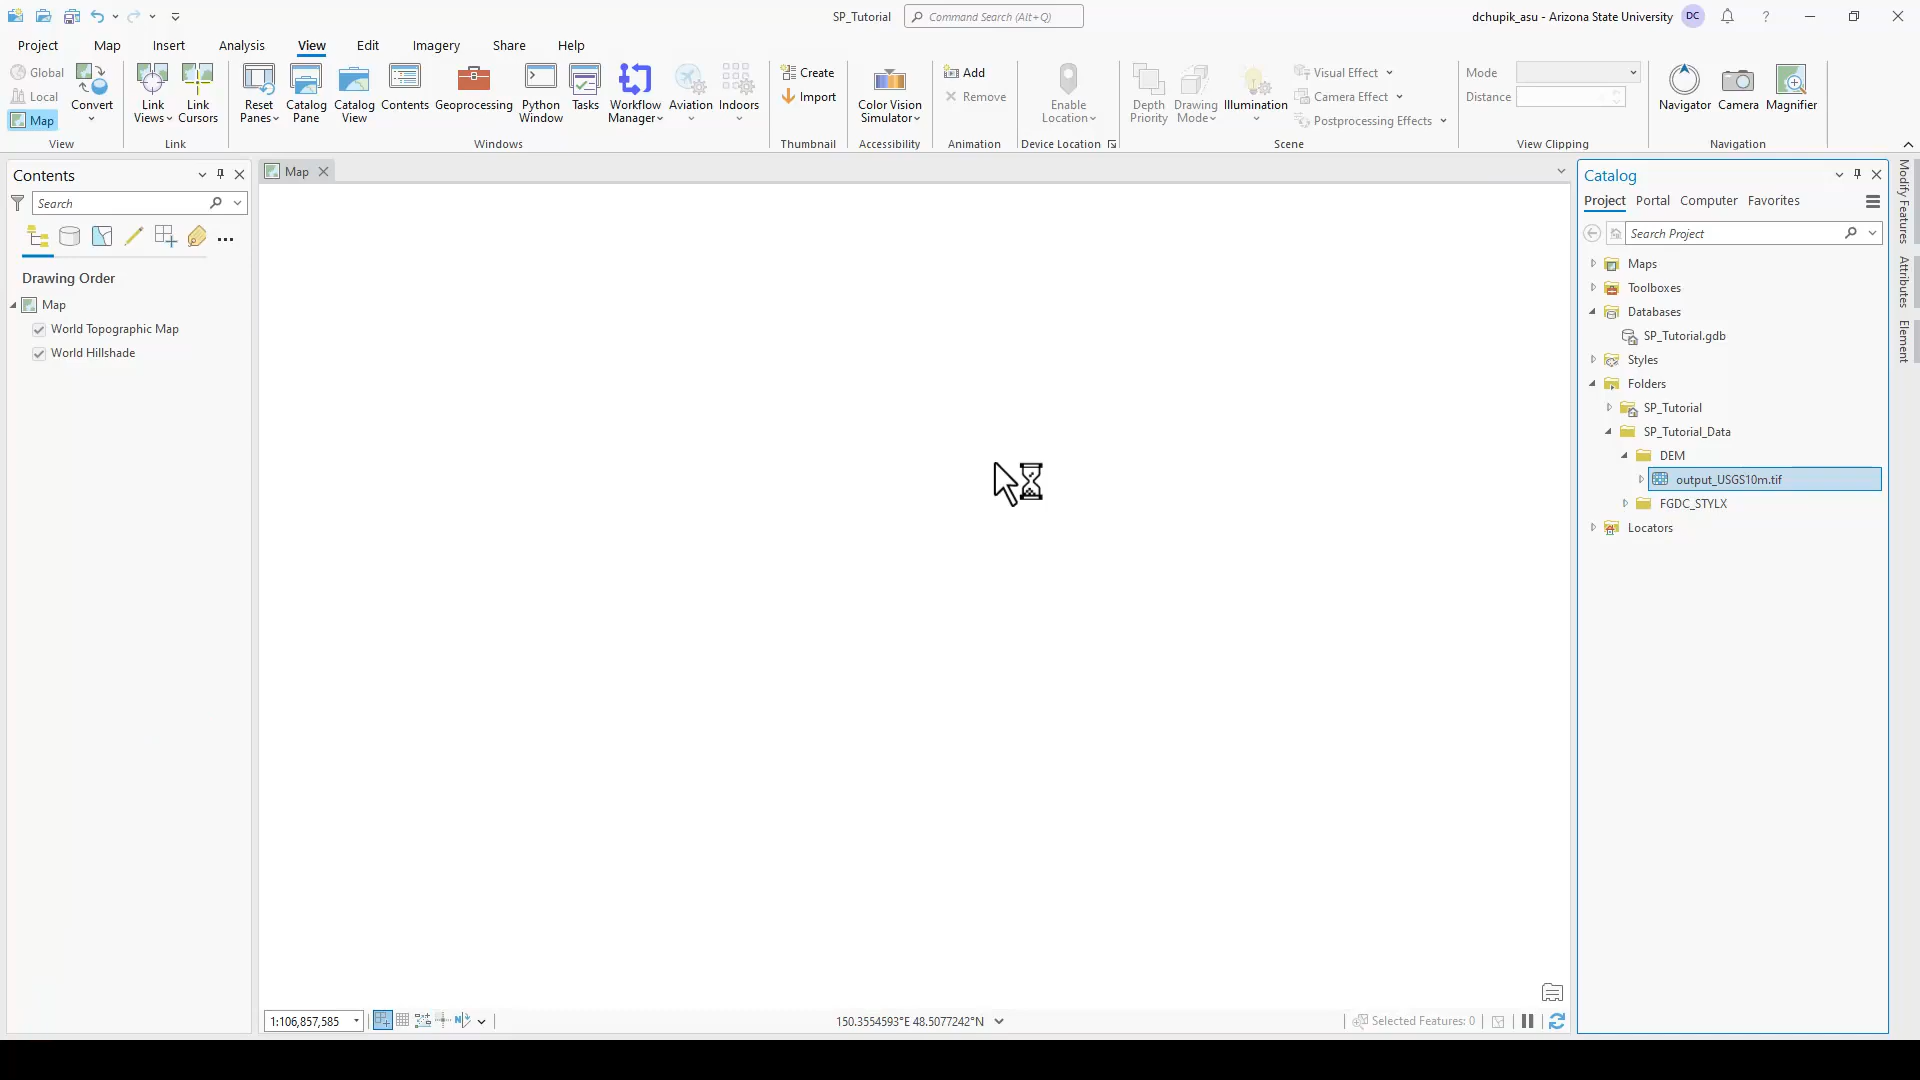 SP_Tutorial
Command Search (Alt+Q)
dchupik_asu - Arizona State University
DC
Project
Map
Insert
Analysis
View
Edit
Imagery
Share
Help
Global
Local
Map
Convert
View
Link Views
Link Cursors
Link
Reset Panes
Catalog Pane
Catalog View
Contents
Geoprocessing
Python Window
Tasks
Workflow Manager
Aviation
Indoors
Windows
Create
Import
Thumbnail
Color Vision Simulator
Accessibility
Add
Remove
Animation
Enable Location
Device Location
Depth Priority
Drawing Mode
Illumination
Visual Effect
Camera Effect
Postprocessing Effects
Scene
Mode
Distance
View Clipping
Navigator
Camera
Magnifier
Navigation
Contents
Search
Drawing Order
Map
World Topographic Map
World Hillshade
Map
1:106,857,585
150.3554593°E 48.5077242°N
Selected Features: 0
Catalog
Project
Portal
Computer
Favorites
Search Project
Maps
Toolboxes
Databases
SP_Tutorial.gdb
Styles
Folders
SP_Tutorial
SP_Tutorial_Data
DEM
output_USGS10m.tif
FGDC_STYLX
Locators
Modify Features
Attributes
Element